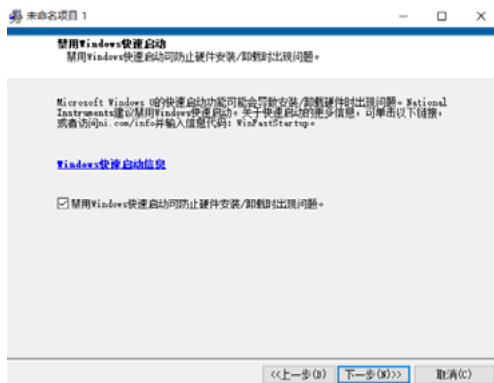 未命名项目 1
禁用Windows快速启动
禁用Windows快速启动可防止硬件安装/卸载时出现问题。
Microsoft Windows 8的快速启动功能可能会导致安装/卸载硬件时出现问题。National
Instruments建议禁用Windows快速启动。关于快速启动的更多信息，可单击以下链接，
或者访问ni.com/info并输入信息代码：WinFastStartup。
Windows快速启动信息
禁用Windows快速启动可防止硬件安装/卸载时出现问题。
<<上一步(B)
下一步(N)>>
取消(C)